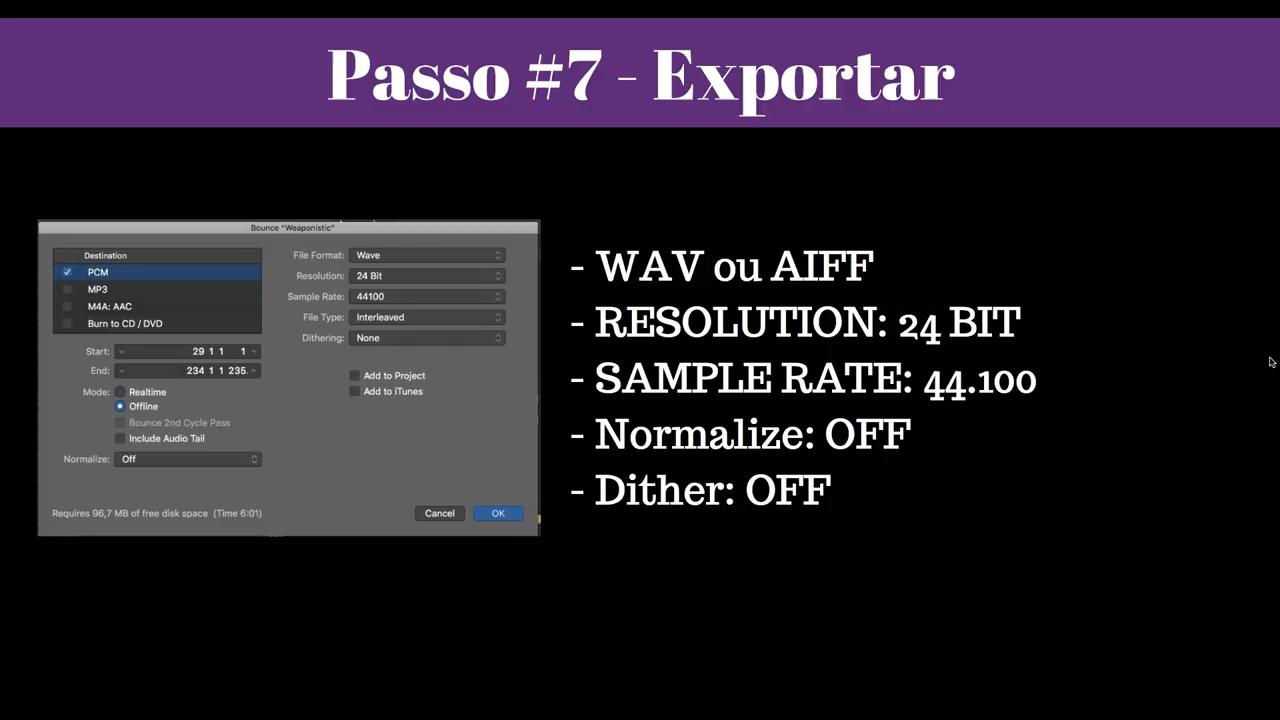 Passo #7 - Exportar
Bounce "Weaponistic"
Destination
PCM
MP3
M4A: AAC
Burn to CD / DVD
Start: 29 1 1 1
End: 234 1 1 235.
Mode: Realtime
Offline
Bounce 2nd Cycle Pass
Include Audio Tail
Normalize: Off
File Format: Wave
Resolution: 24 Bit
Sample Rate: 44100
File Type: Interleaved
Dithering: None
Add to Project
Add to iTunes
Requires 96,7 MB of free disk space (Time 6:01)
Cancel
OK
- WAV ou AIFF
- RESOLUTION: 24 BIT
- SAMPLE RATE: 44.100
- Normalize: OFF
- Dither: OFF